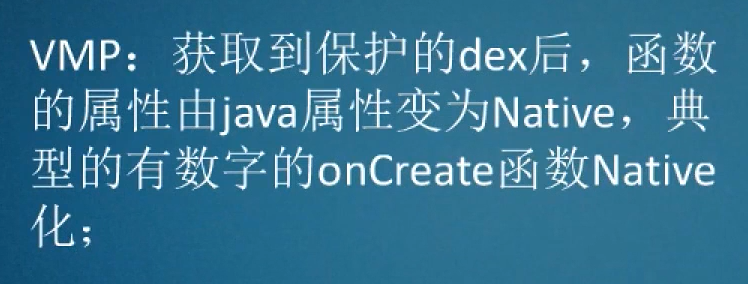 VMP：获取到保护的dex后，函数
的属性由java属性变为Native，典
型的有数字的onCreate函数Native
化；